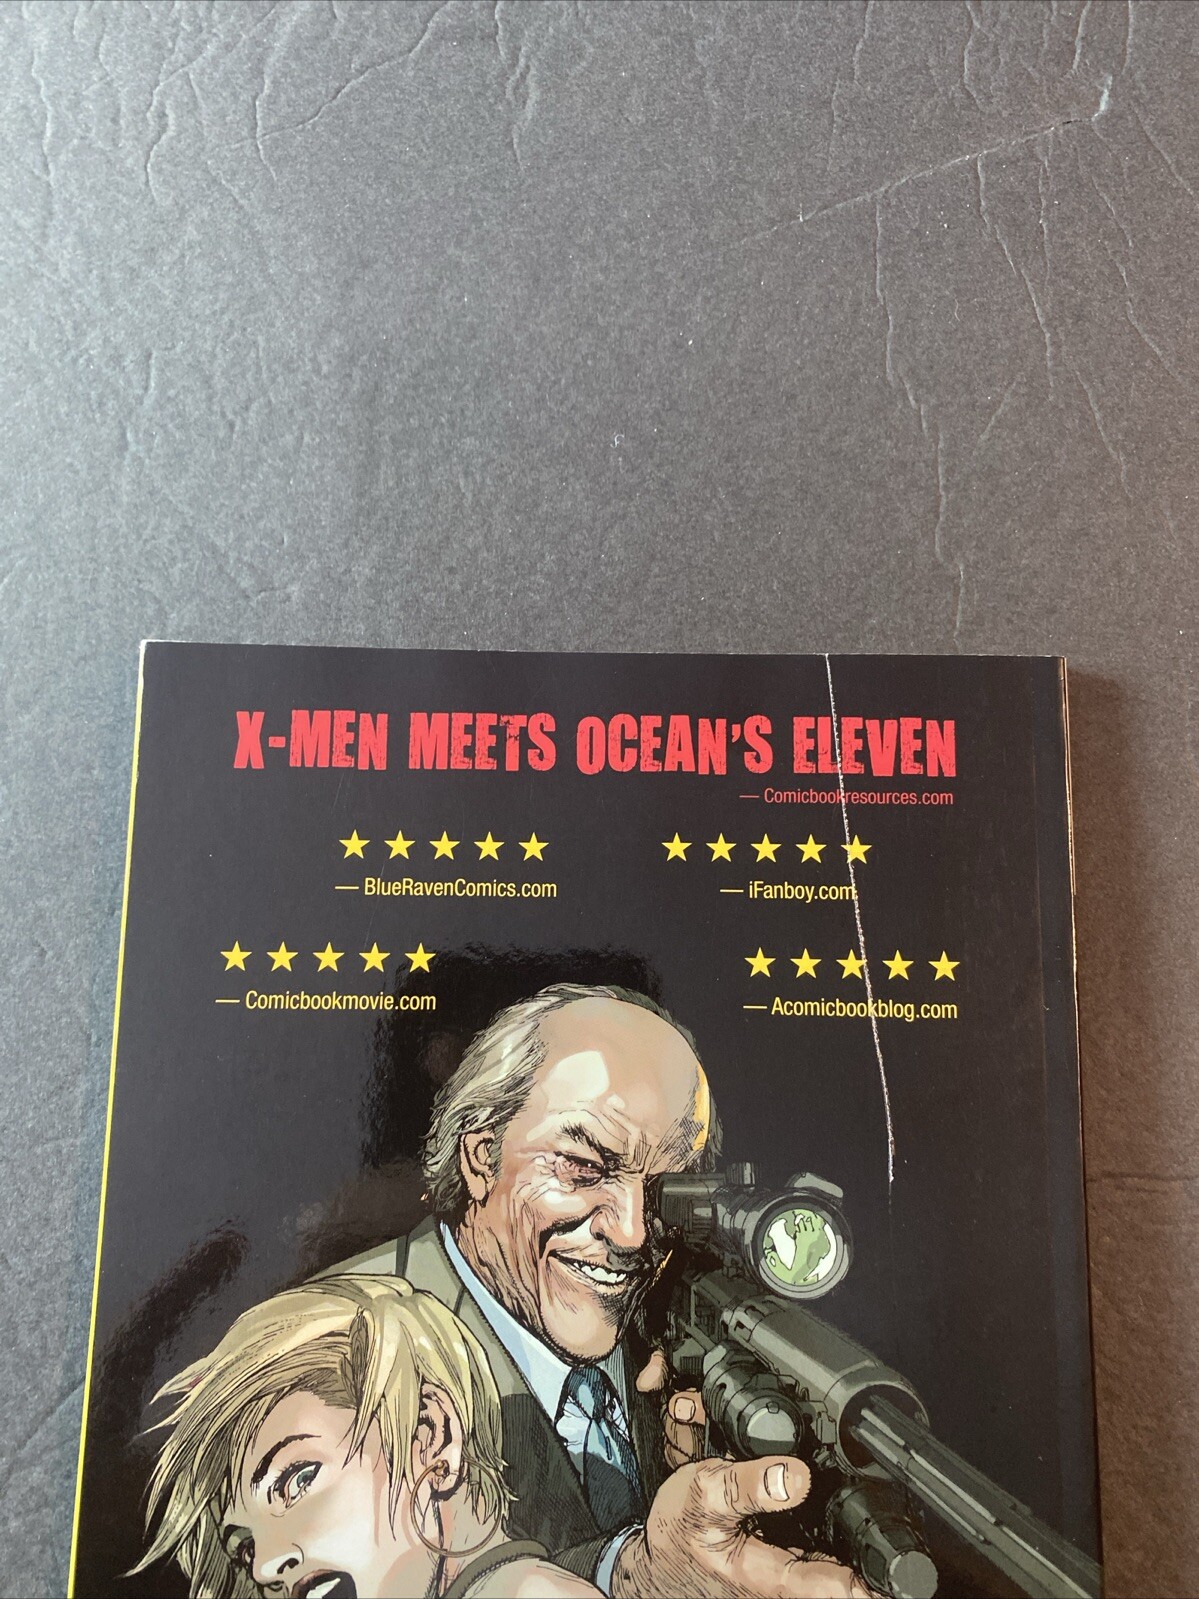 X-MEN MEETS OCEAN'S ELEVEN
— Comicbookresources.com
★★★★★ ★★★★★
— BlueRavenComics.com — iFanboy.com
★★★★★ ★★★★★
— Comicbookmovie.com — Acomicbookblog.com